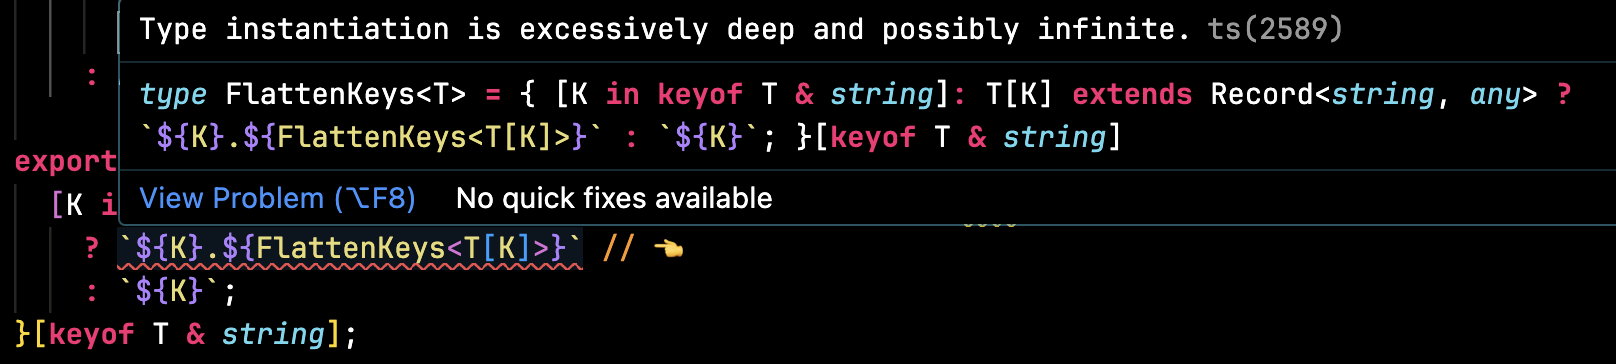 Type instantiation is excessively deep and possibly infinite. ts(2589)
:
type FlattenKeys<T> = { [K in keyof T & string]: T[K] extends Record<string, any> ?
`${K}.${FlattenKeys<T[K]>}` : `${K}`; }[keyof T & string]
export
View Problem (⌥F8) No quick fixes available
[K i
? `${K}.${FlattenKeys<T[K]>}` // 👈
: `${K}`;
}[keyof T & string];